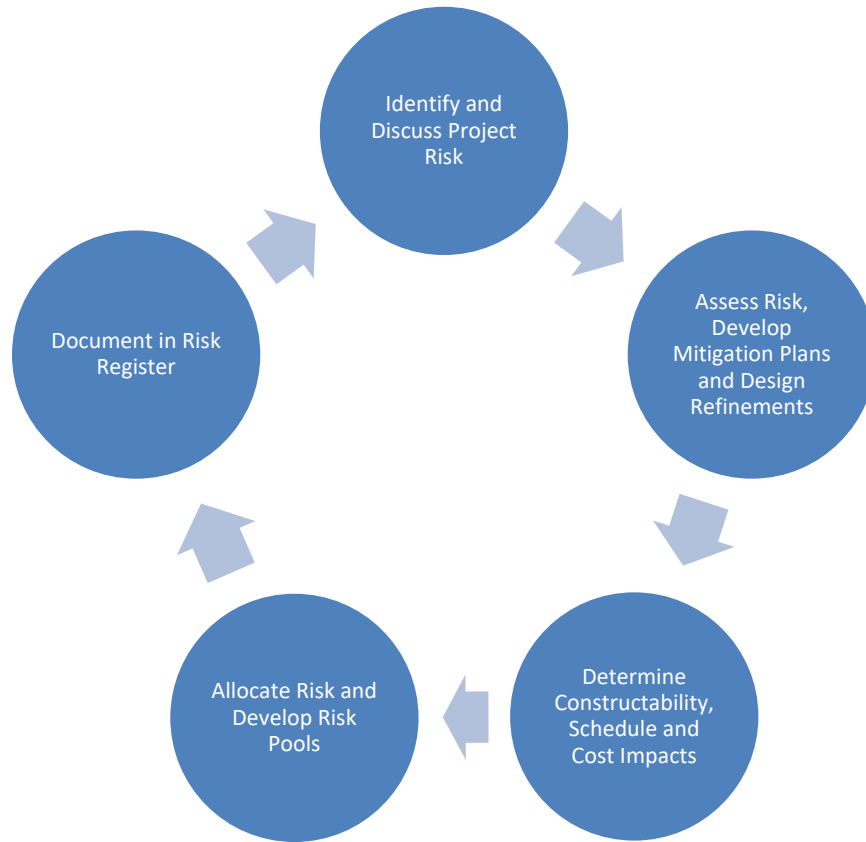 Identify and
Discuss Project
Risk
Assess Risk,
Develop
Mitigation Plans
and Design
Refinements
Determine
Constructability,
Schedule and
Cost Impacts
Allocate Risk and
Develop Risk
Pools
Document in Risk
Register